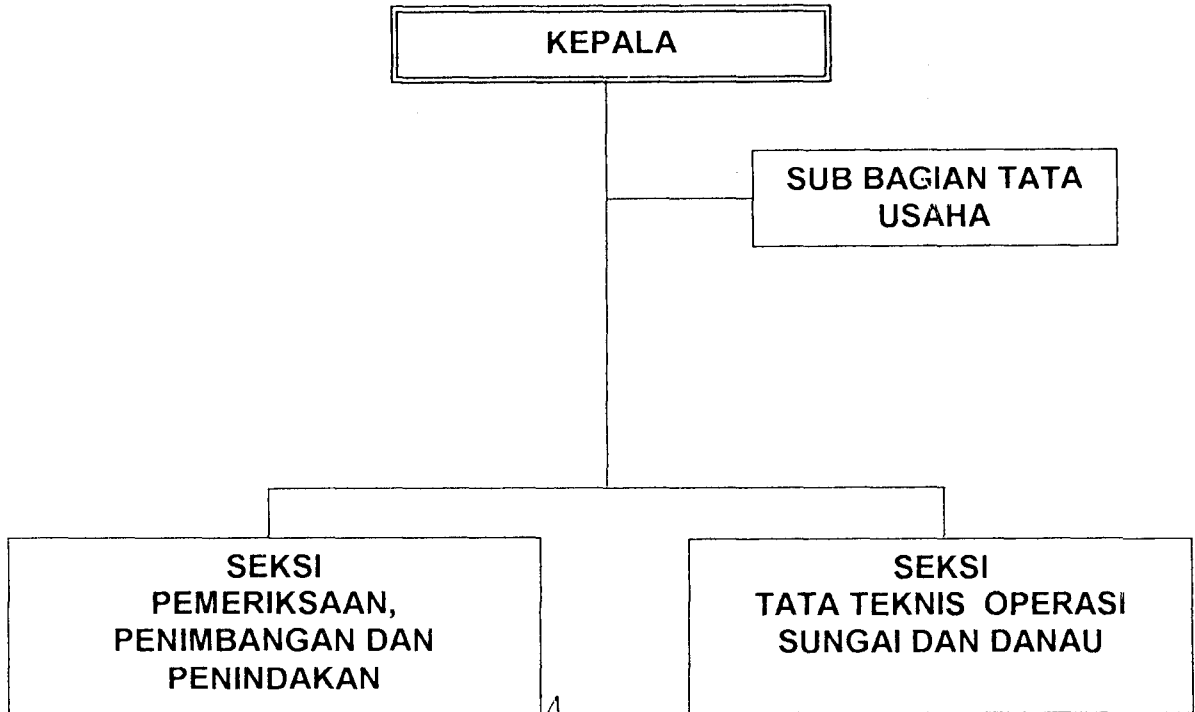 KEPALA
SUB BAGIAN TATA
USAHA
SEKSI
PEMERIKSAAN,
PENIMBANGAN DAN
PENINDAKAN
SEKSI
TATA TEKNIS OPERASI
SUNGAI DAN DANAU